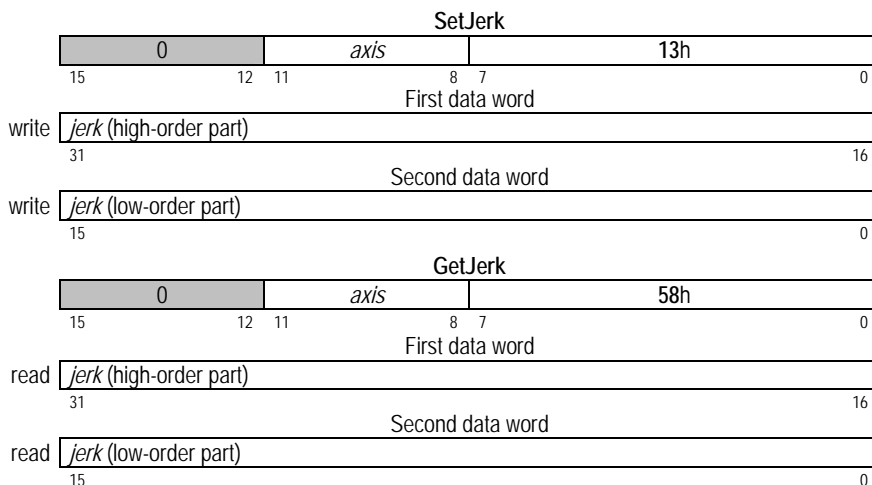 SetJerk
0 axis 13h
15 12 11 8 7 0
First data word
write jerk (high-order part)
31 16
Second data word
write jerk (low-order part)
15 0
GetJerk
0 axis 58h
15 12 11 8 7 0
First data word
read jerk (high-order part)
31 16
Second data word
read jerk (low-order part)
15 0